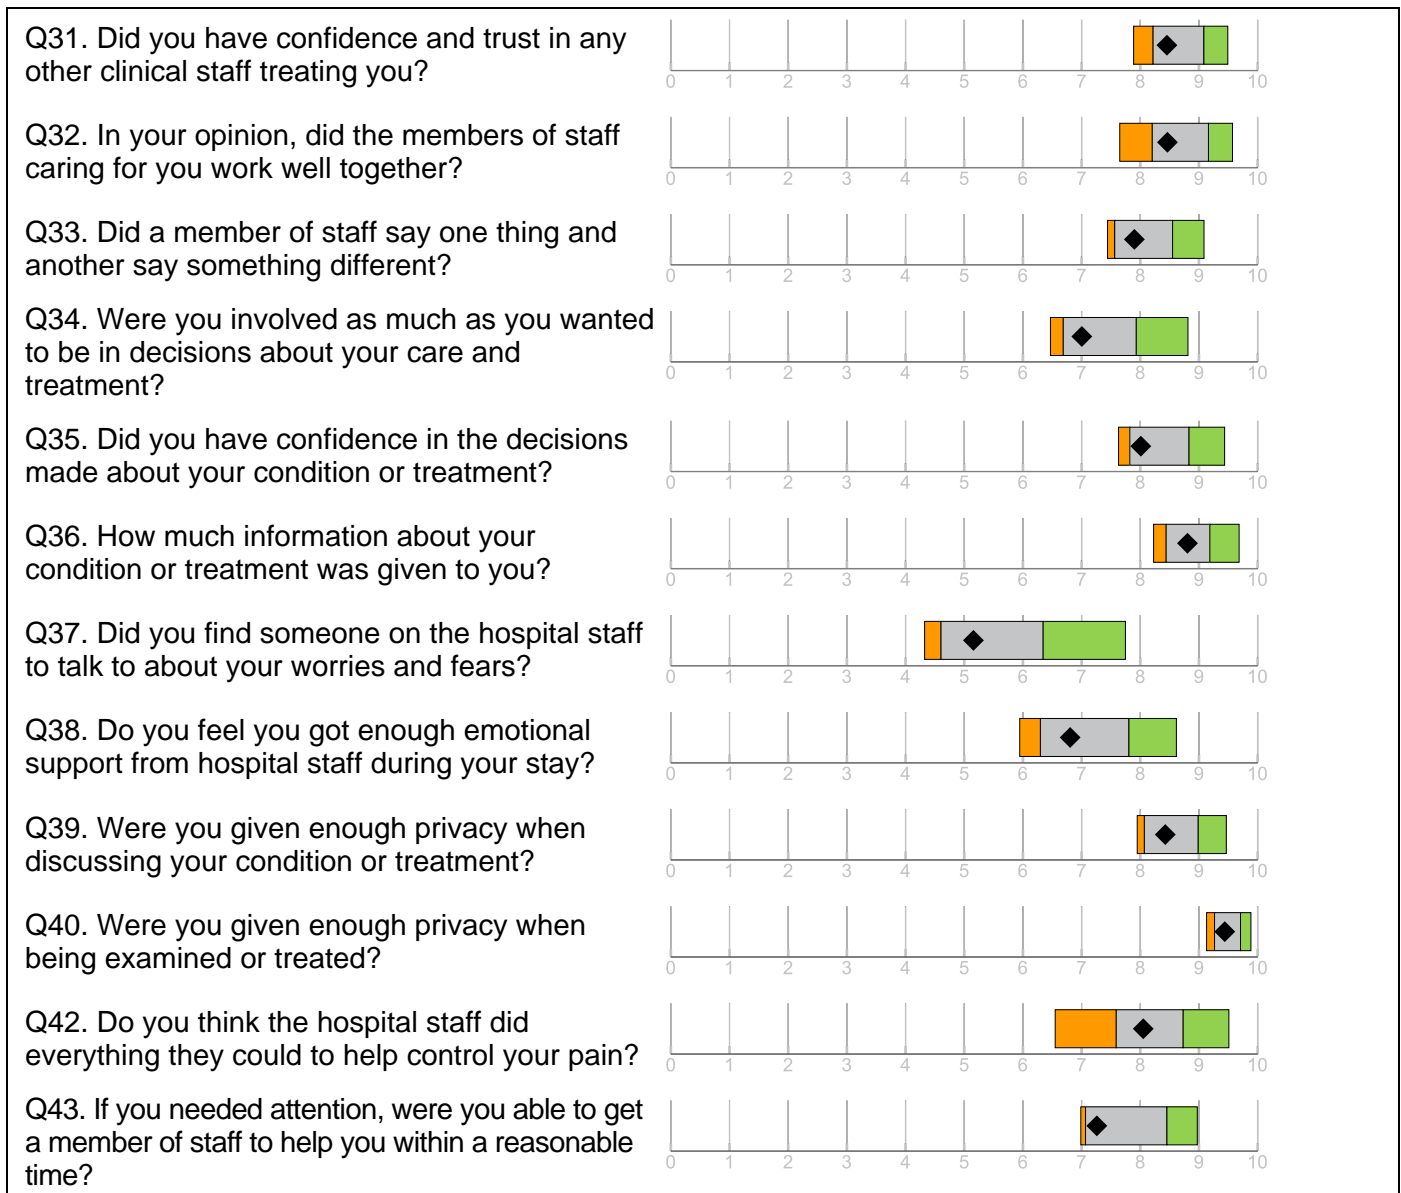 Q31. Did you have confidence and trust in any
other clinical staff treating you?
0 1 2 3 4 5 6 7 8 9 10
Q32. In your opinion, did the members of staff
caring for you work well together?
0 1 2 3 4 5 6 7 8 9 10
Q33. Did a member of staff say one thing and
another say something different?
0 1 2 3 4 5 6 7 8 9 10
Q34. Were you involved as much as you wanted
to be in decisions about your care and
treatment?
0 1 2 3 4 5 6 7 8 9 10
Q35. Did you have confidence in the decisions
made about your condition or treatment?
0 1 2 3 4 5 6 7 8 9 10
Q36. How much information about your
condition or treatment was given to you?
0 1 2 3 4 5 6 7 8 9 10
Q37. Did you find someone on the hospital staff
to talk to about your worries and fears?
0 1 2 3 4 5 6 7 8 9 10
Q38. Do you feel you got enough emotional
support from hospital staff during your stay?
0 1 2 3 4 5 6 7 8 9 10
Q39. Were you given enough privacy when
discussing your condition or treatment?
0 1 2 3 4 5 6 7 8 9 10
Q40. Were you given enough privacy when
being examined or treated?
0 1 2 3 4 5 6 7 8 9 10
Q42. Do you think the hospital staff did
everything they could to help control your pain?
0 1 2 3 4 5 6 7 8 9 10
Q43. If you needed attention, were you able to get
a member of staff to help you within a reasonable
time?
0 1 2 3 4 5 6 7 8 9 10